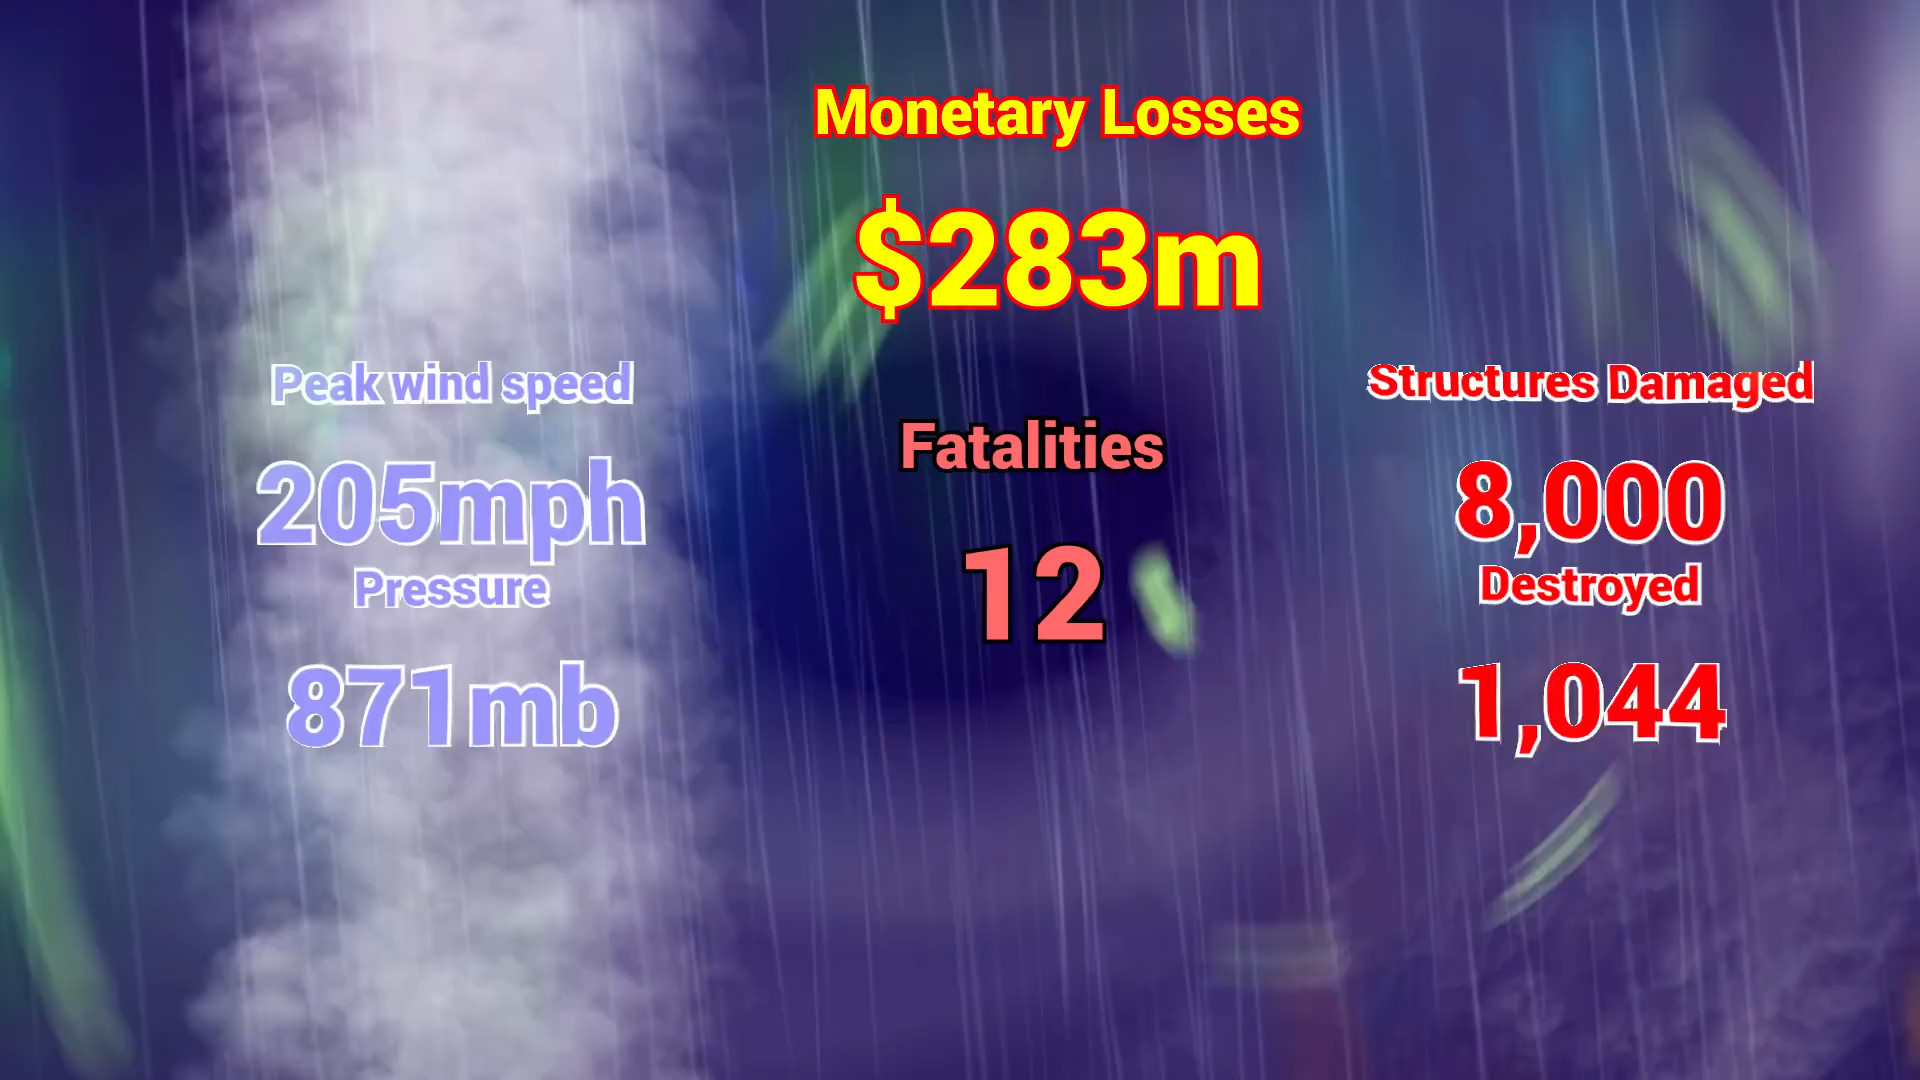 Monetary Losses
$283m
Peak wind speed
205mph
Pressure
871mb
Fatalities
12
Structures Damaged
8,000
Destroyed
1,044